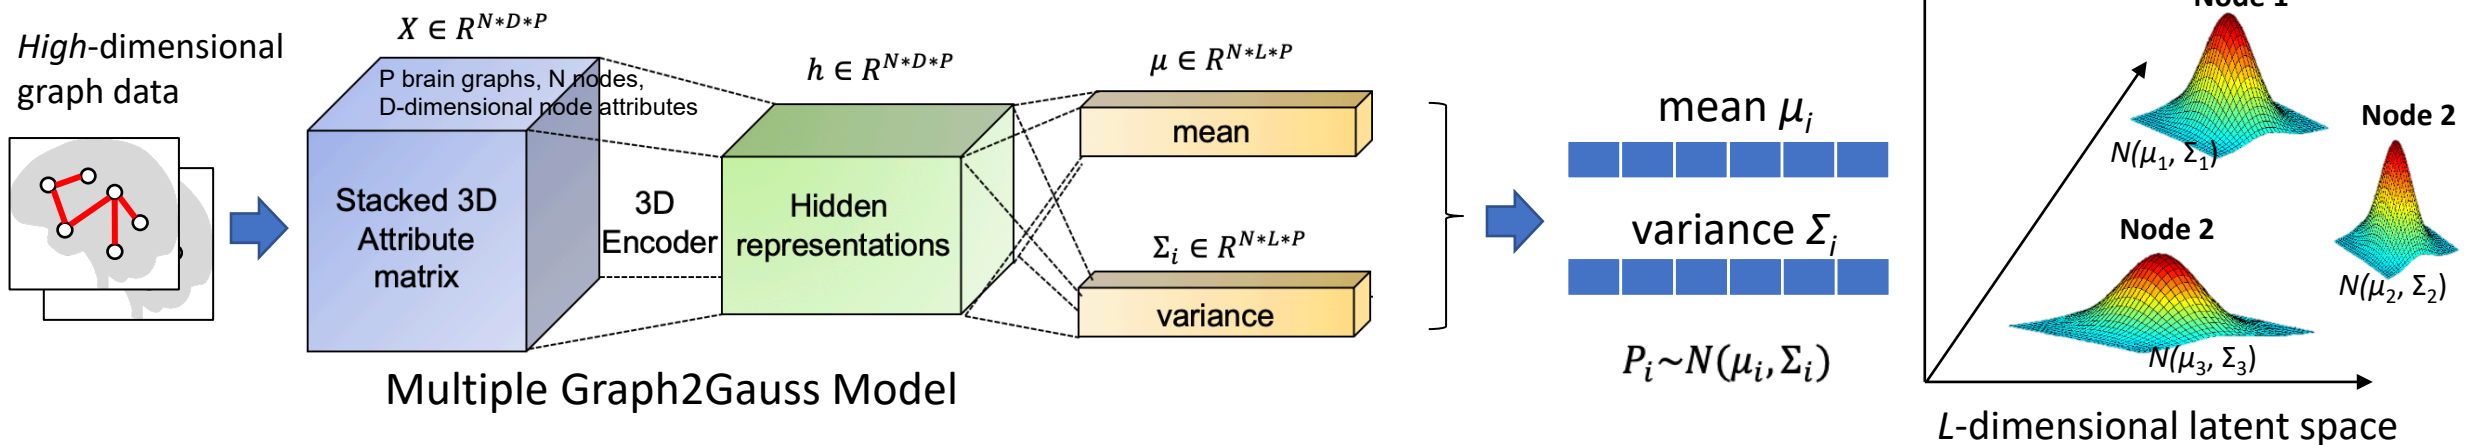 High-dimensional
graph data
X ∈ R^{N*D*P}
P brain graphs, N nodes,
D-dimensional node attributes
Stacked 3D
Attribute
matrix
3D
Encoder
h ∈ R^{N*D*P}
Hidden
representations
μ ∈ R^{N*L*P}
mean
Σ_i ∈ R^{N*L*P}
variance
Multiple Graph2Gauss Model
mean μ_i
variance Σ_i
P_i~N(μ_i, Σ_i)
Node 1
N(μ_1, Σ_1)
Node 2
N(μ_2, Σ_2)
Node 2
N(μ_3, Σ_3)
L-dimensional latent space